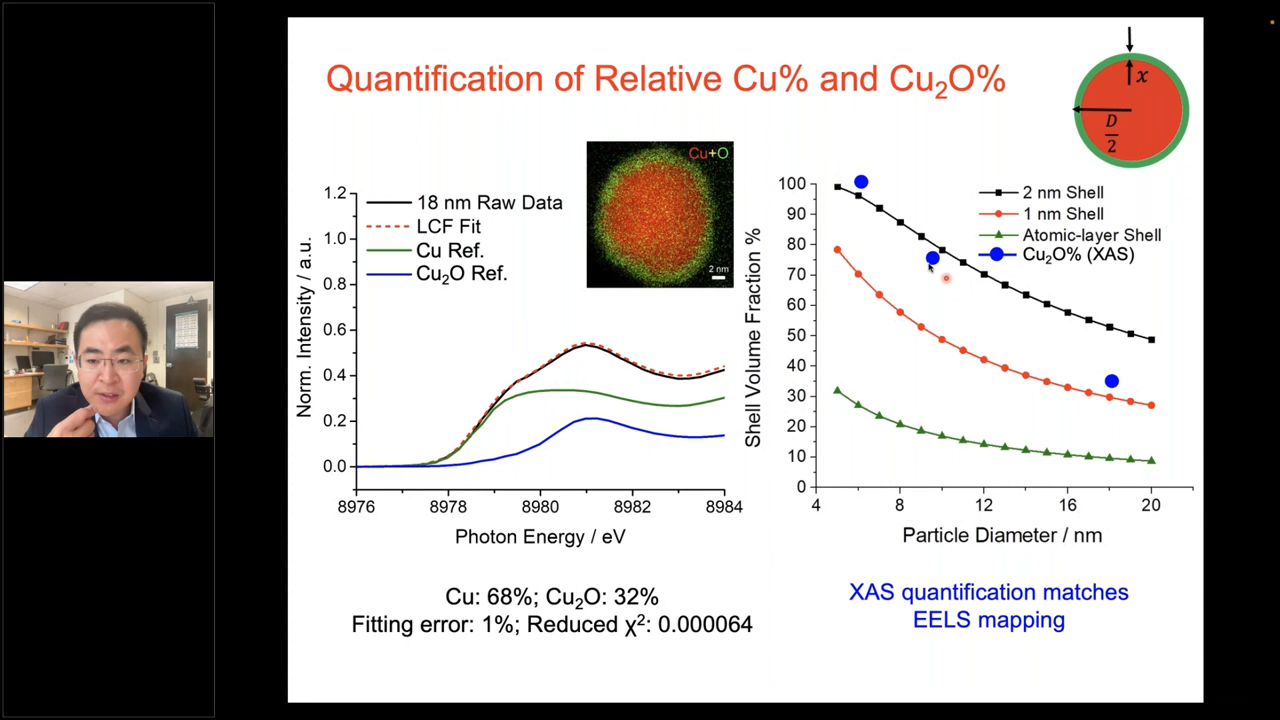 Quantification of Relative Cu% and Cu₂O%
x
D
2
Cu+O
2 nm
18 nm Raw Data
LCF Fit
Cu Ref.
Cu₂O Ref.
1.2
1.0
0.8
0.6
0.4
0.2
0.0
Norm. Intensity / a.u.
8976 8978 8980 8982 8984
Photon Energy / eV
2 nm Shell
1 nm Shell
Atomic-layer Shell
Cu₂O% (XAS)
100
90
80
70
60
50
40
30
20
10
0
Shell Volume Fraction %
4 8 12 16 20
Particle Diameter / nm
Cu: 68%; Cu₂O: 32%
Fitting error: 1%; Reduced χ²: 0.000064
XAS quantification matches
EELS mapping